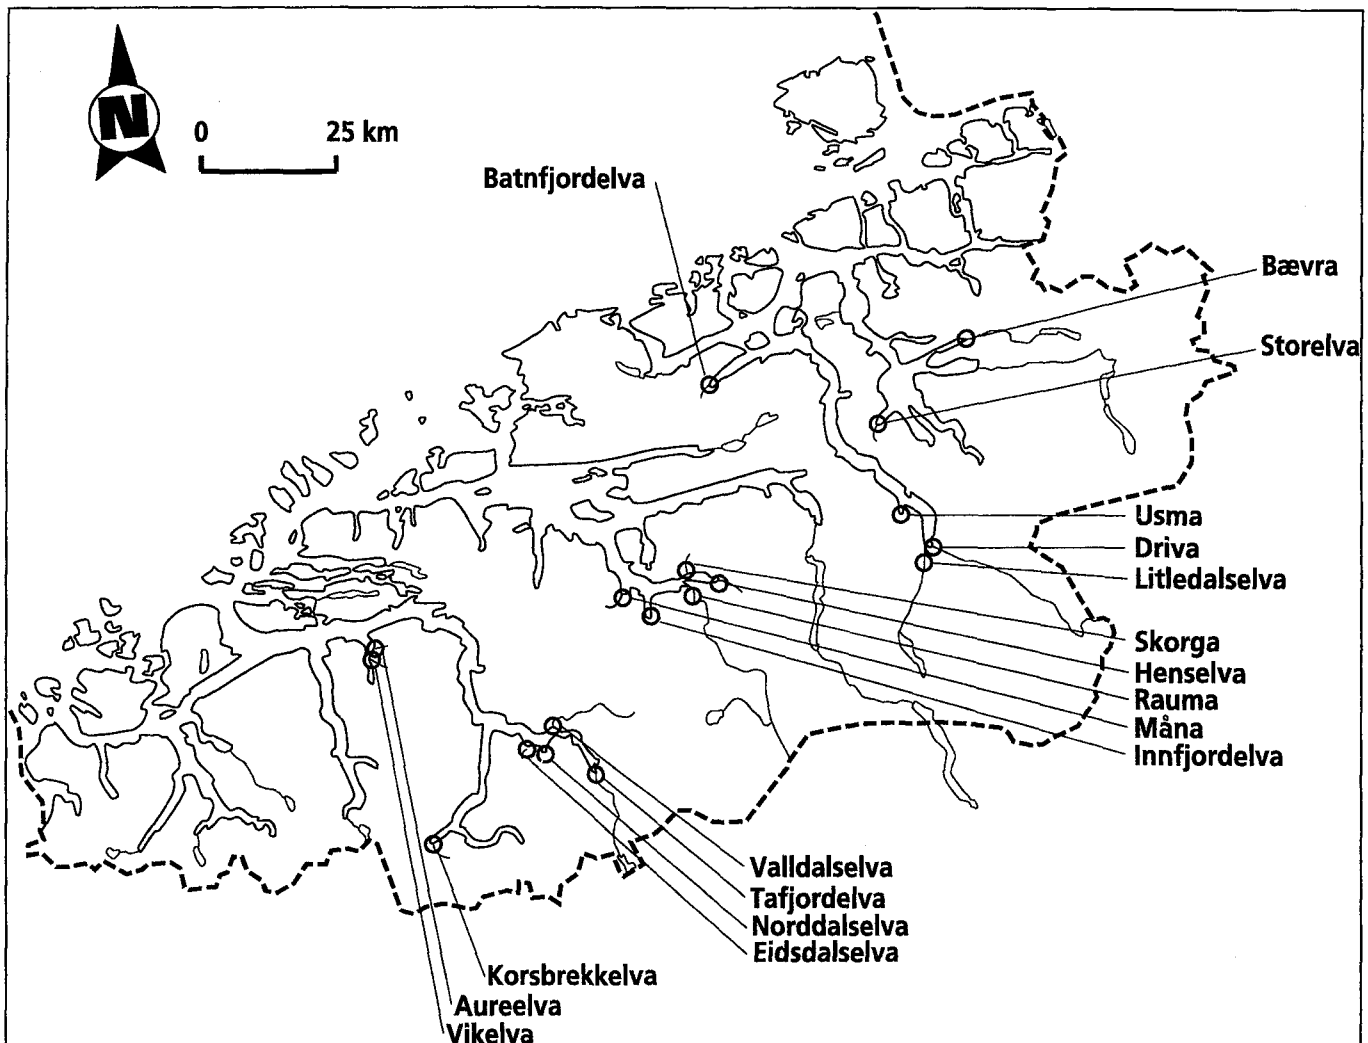 N
0 25 km
Batnfjordelva
Bævra
Storelva
Usma
Driva
Litledalselva
Skorga
Henselva
Rauma
Måna
Innfjordelva
Valldalselva
Tafjordelva
Norddalselva
Eidsdalselva
Korsbrekkelva
Aureelva
Vikelva